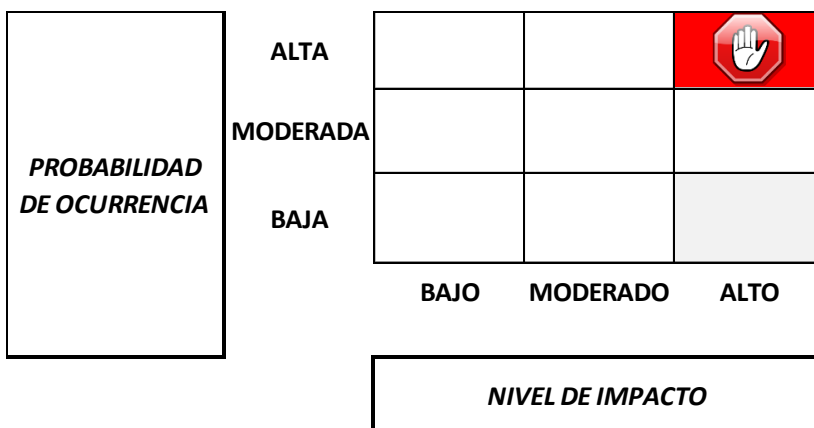 ALTA
MODERADA
PROBABILIDAD
DE OCURRENCIA
BAJA
BAJO MODERADO ALTO
NIVEL DE IMPACTO